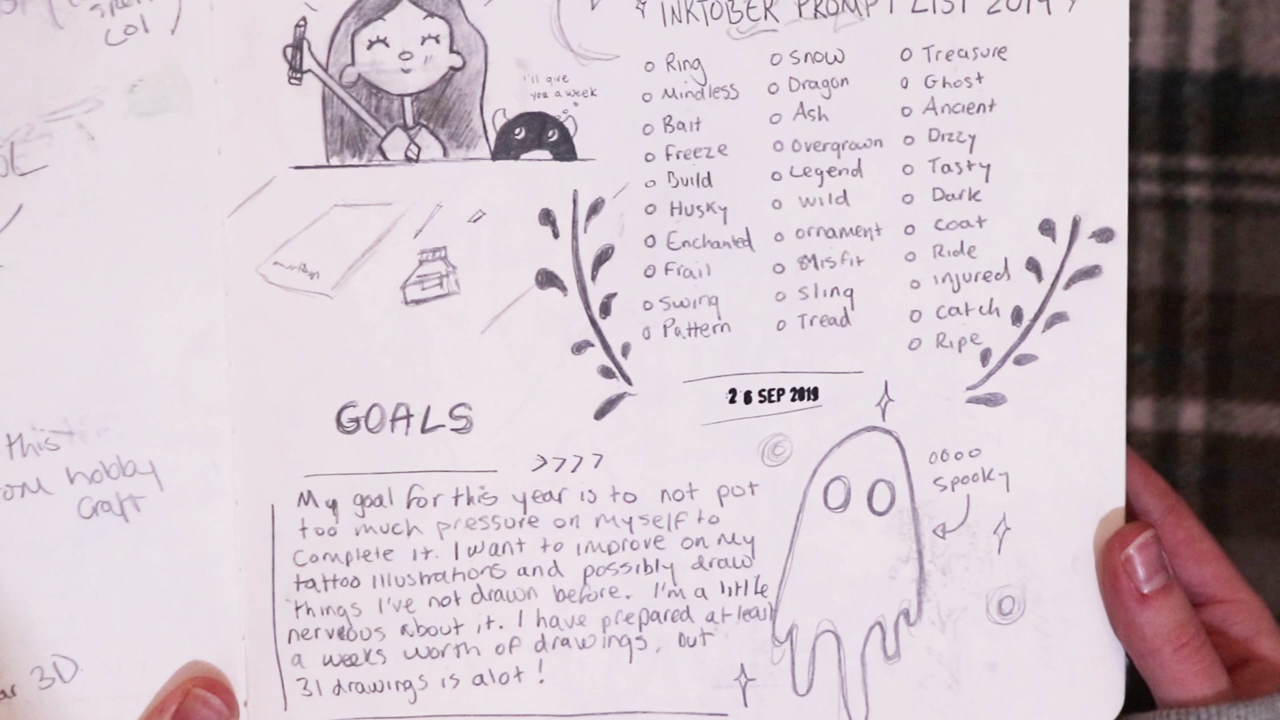 col
I'll give
you a week
INKTOBER PROMPT LIST 2019
Ring
Mindless
Bait
Freeze
Build
Husky
Enchanted
Frail
Swing
Pattern
Snow
Dragon
Ash
Overgrown
Legend
wild
ornament
Misfit
Sling
Tread
Treasure
Ghost
Ancient
Dizzy
Tasty
Dark
coat
Ride
injured
catch
Ripe
26 SEP 2019
GOALS
My goal for this year is to not put
too much pressure on myself to
complete it. I want to improve on my
tattoo illustrations and possibly draw
things I've not drawn before. I'm a little
nervous about it. I have prepared at least
a weeks worth of drawings, but
31 drawings is alot!
oooo
spooky
this
hobby
craft
3D